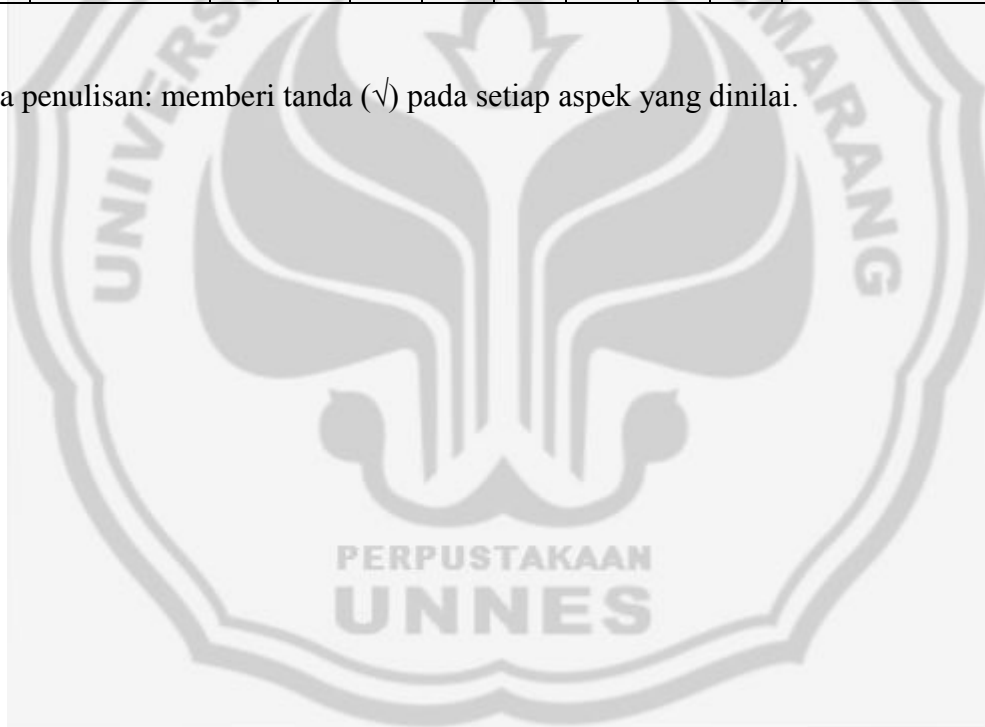 a penulisan: memberi tanda (√) pada setiap aspek yang dinilai.
PERPUSTAKAAN
UNNES